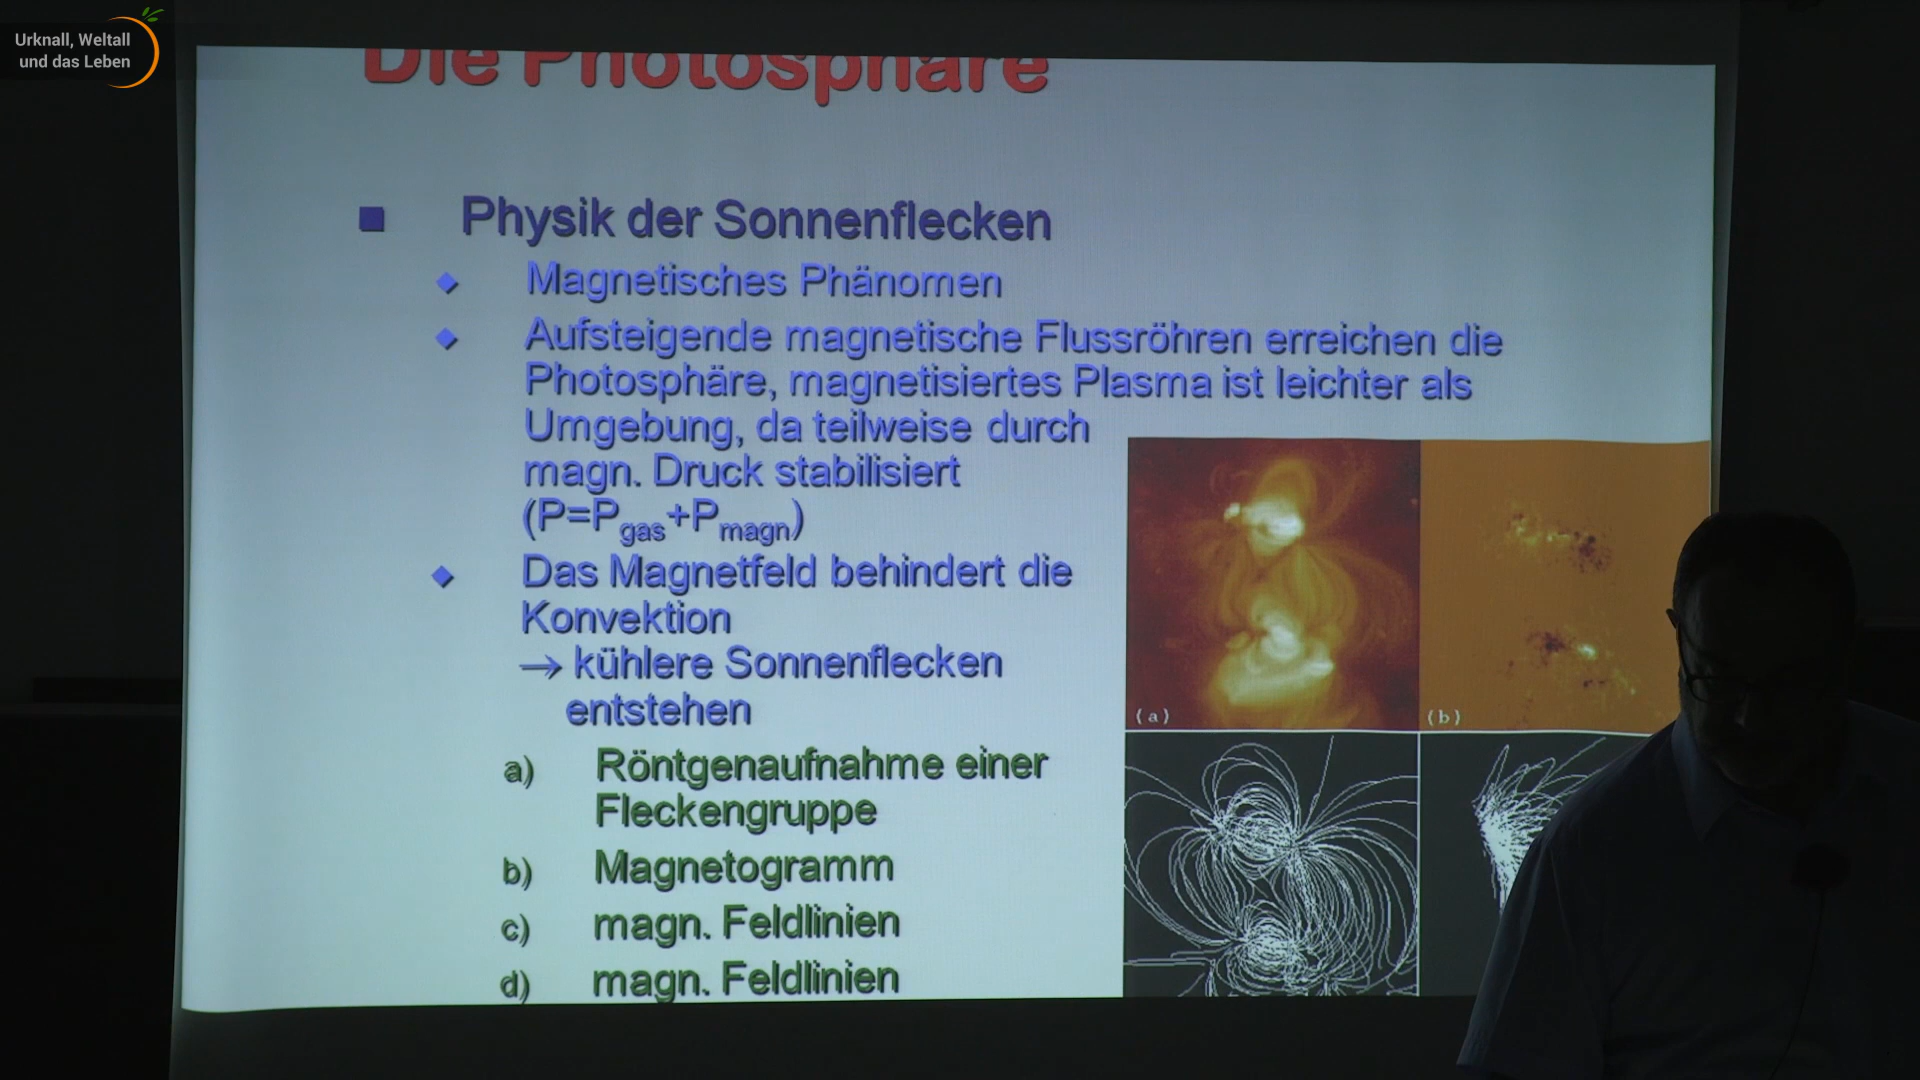 Urknall, Weltall
und das Leben
Die Photosphäre
Physik der Sonnenflecken
Magnetisches Phänomen
Aufsteigende magnetische Flussröhren erreichen die
Photosphäre, magnetisiertes Plasma ist leichter als
Umgebung, da teilweise durch
magn. Druck stabilisiert
(P=Pgas+Pmagn)
Das Magnetfeld behindert die
Konvektion
→ kühlere Sonnenflecken
entstehen
a) Röntgenaufnahme einer
Fleckengruppe
b) Magnetogramm
c) magn. Feldlinien
d) magn. Feldlinien
(a)
(b)